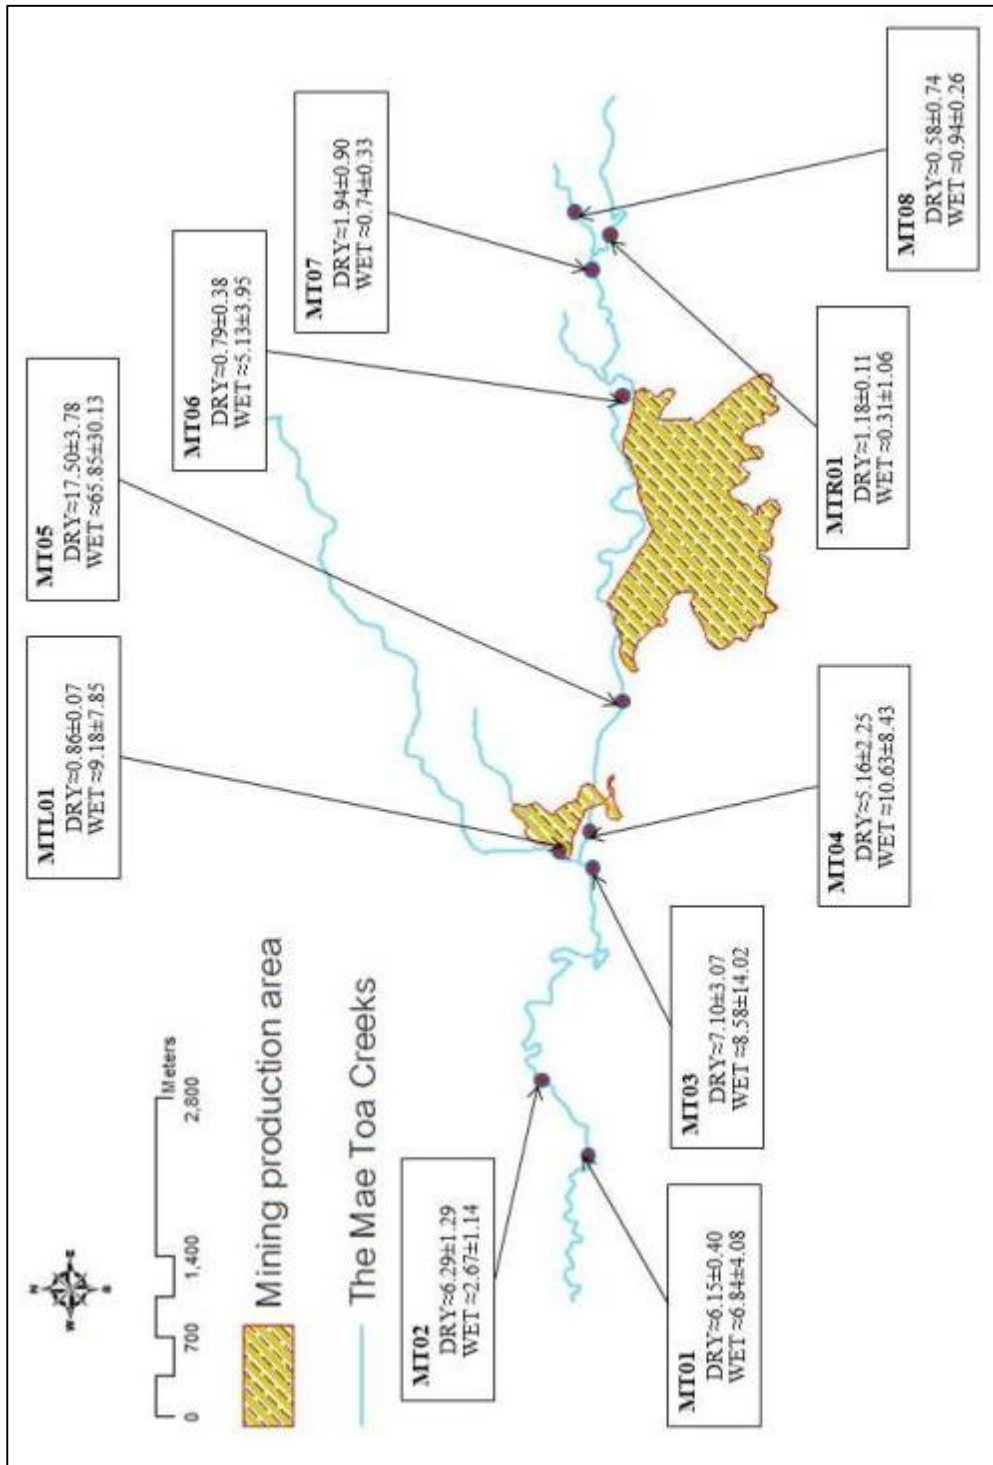 N
W
E
S
0
700
1,400
2,800
Meters
Mining production area
The Mae Toa Creeks
MTL01
DRY≈0.86±0.07
WET ≈9.18±7.85
MT05
DRY≈17.50±3.78
WET ≈65.85±30.13
MT06
DRY≈0.79±0.38
WET ≈5.13±3.95
MT07
DRY≈1.94±0.90
WET ≈0.74±0.33
MT02
DRY≈6.29±1.29
WET ≈2.67±1.14
MT01
DRY≈6.15±0.40
WET ≈6.84±4.08
MT03
DRY≈7.10±3.07
WET ≈8.58±14.02
MT04
DRY≈5.16±2.25
WET ≈10.63±8.43
MTR01
DRY≈1.18±0.11
WET ≈0.31±1.06
MT08
DRY≈0.58±0.74
WET ≈0.94±0.26